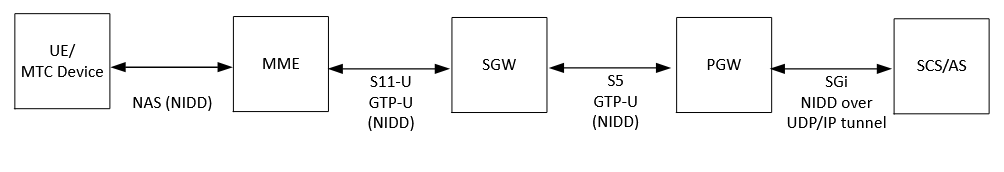 UE/
MTC Device
MME
SGW
PGW
SCS/AS
NAS (NIDD)
S11-U
GTP-U
(NIDD)
S5
GTP-U
(NIDD)
SGi
NIDD over
UDP/IP tunnel